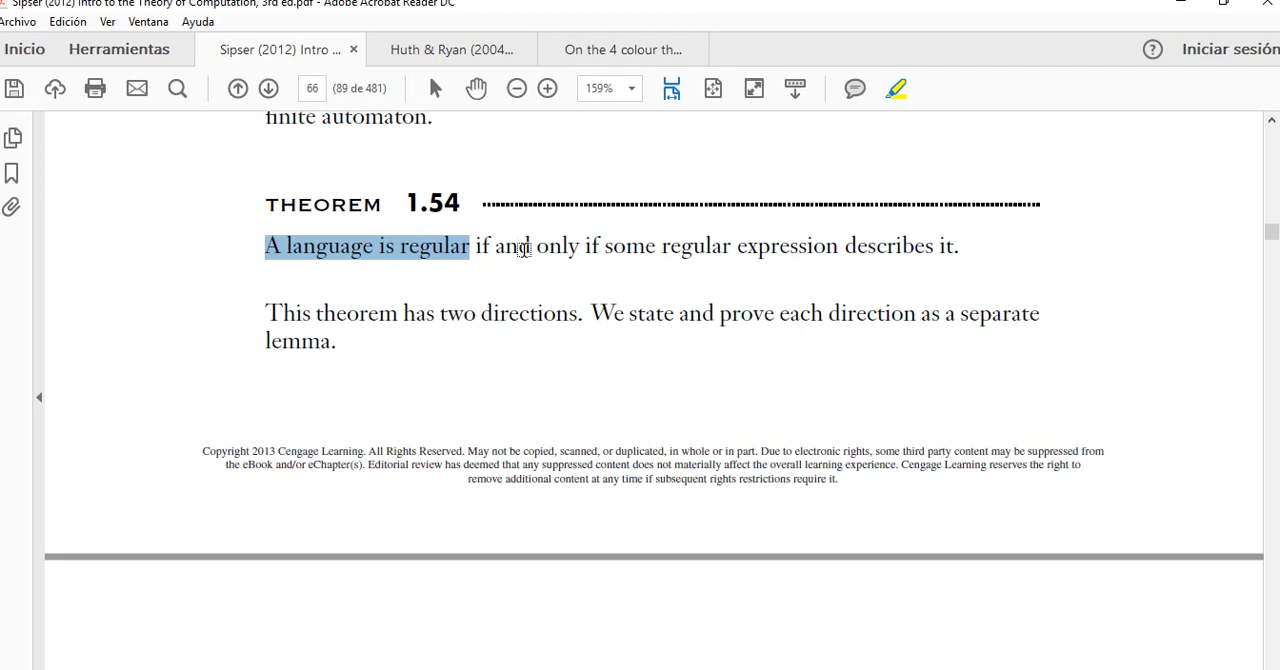 Sipser (2012) Intro to the Theory of Computation, 3rd ed.pdf - Adobe Acrobat Reader DC
Archivo Edición Ver Ventana Ayuda
Inicio Herramientas Sipser (2012) Intro ... × Huth & Ryan (2004... On the 4 colour th... Iniciar sesión
66 (89 de 481) 159%
finite automaton.
THEOREM 1.54
A language is regular if and only if some regular expression describes it.
This theorem has two directions. We state and prove each direction as a separate
lemma.
Copyright 2013 Cengage Learning. All Rights Reserved. May not be copied, scanned, or duplicated, in whole or in part. Due to electronic rights, some third party content may be suppressed from
the eBook and/or eChapter(s). Editorial review has deemed that any suppressed content does not materially affect the overall learning experience. Cengage Learning reserves the right to
remove additional content at any time if subsequent rights restrictions require it.